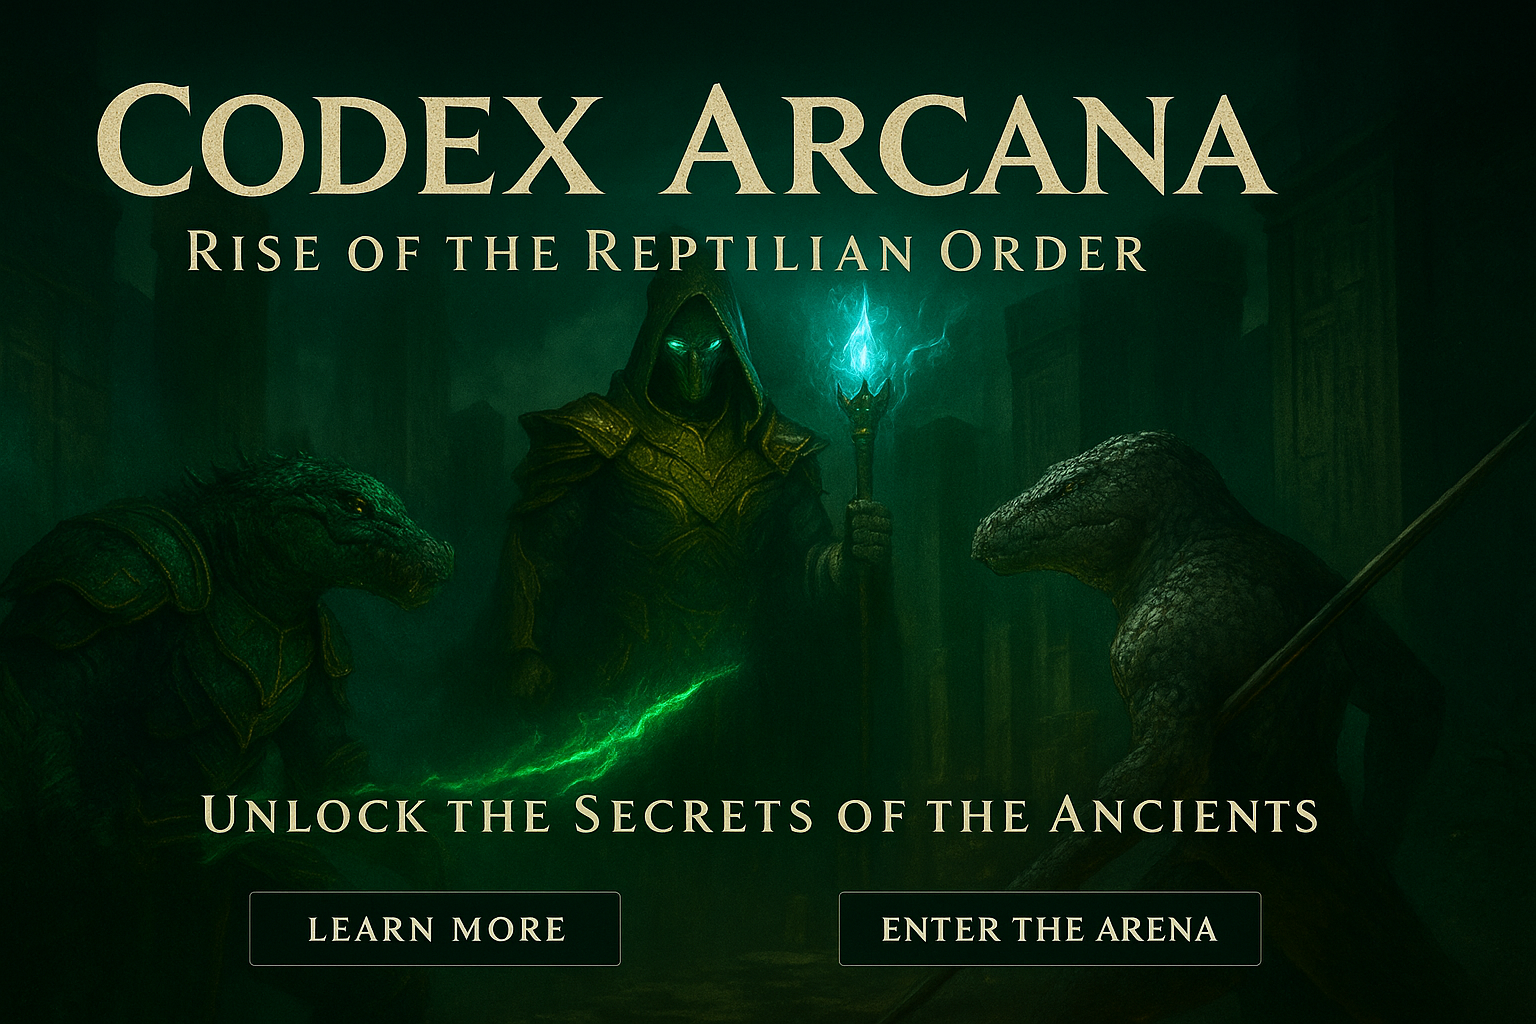 Codex Arcana
Rise of the Reptilian Order
Unlock the Secrets of the Ancients
LEARN MORE
ENTER THE ARENA